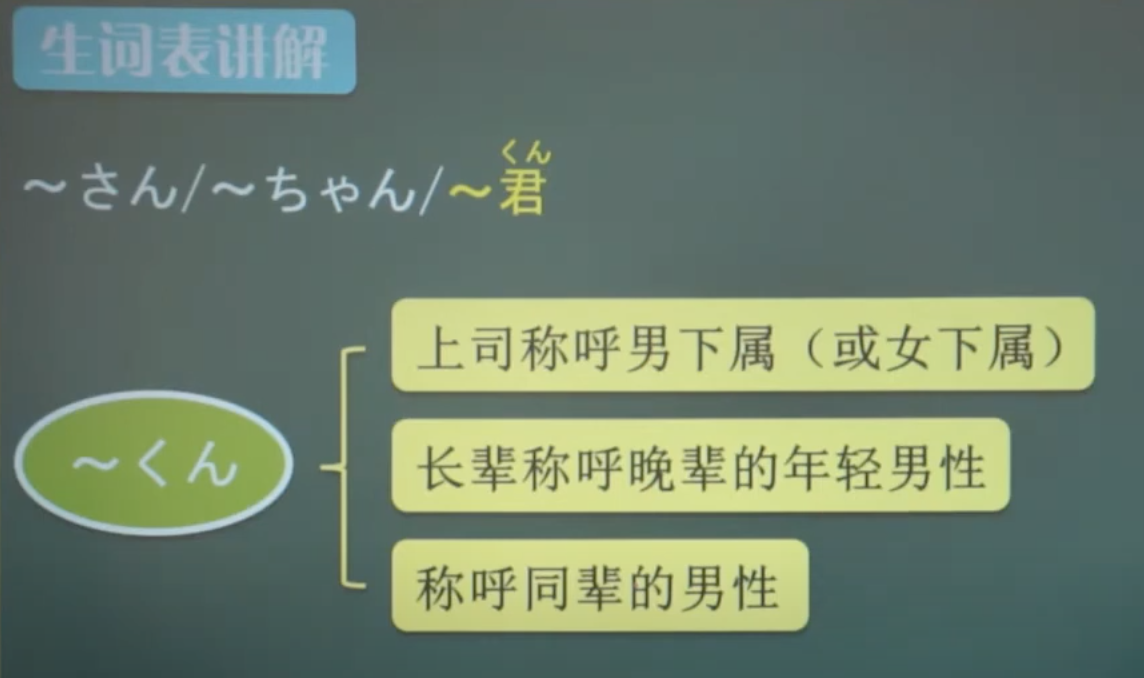 生词表讲解
くん
~さん/~ちゃん/~君
上司称呼男下属（或女下属）
~くん
长辈称呼晚辈的年轻男性
称呼同辈的男性